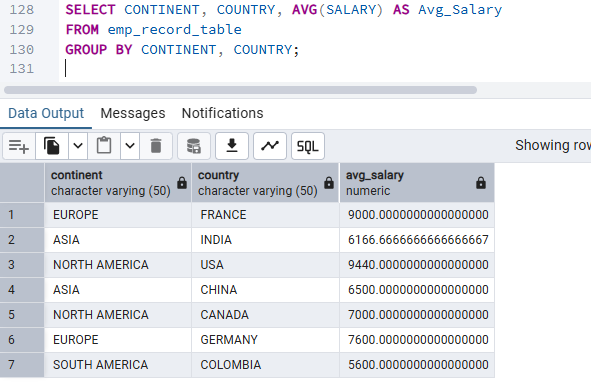 128 SELECT CONTINENT, COUNTRY, AVG(SALARY) AS Avg_Salary
129 FROM emp_record_table
130 GROUP BY CONTINENT, COUNTRY;
131
Data Output Messages Notifications
SQL Showing rov
continent country avg_salary
character varying (50) character varying (50) numeric
1 EUROPE FRANCE 9000.0000000000000000
2 ASIA INDIA 6166.6666666666666667
3 NORTH AMERICA USA 9440.0000000000000000
4 ASIA CHINA 6500.0000000000000000
5 NORTH AMERICA CANADA 7000.0000000000000000
6 EUROPE GERMANY 7600.0000000000000000
7 SOUTH AMERICA COLOMBIA 5600.0000000000000000